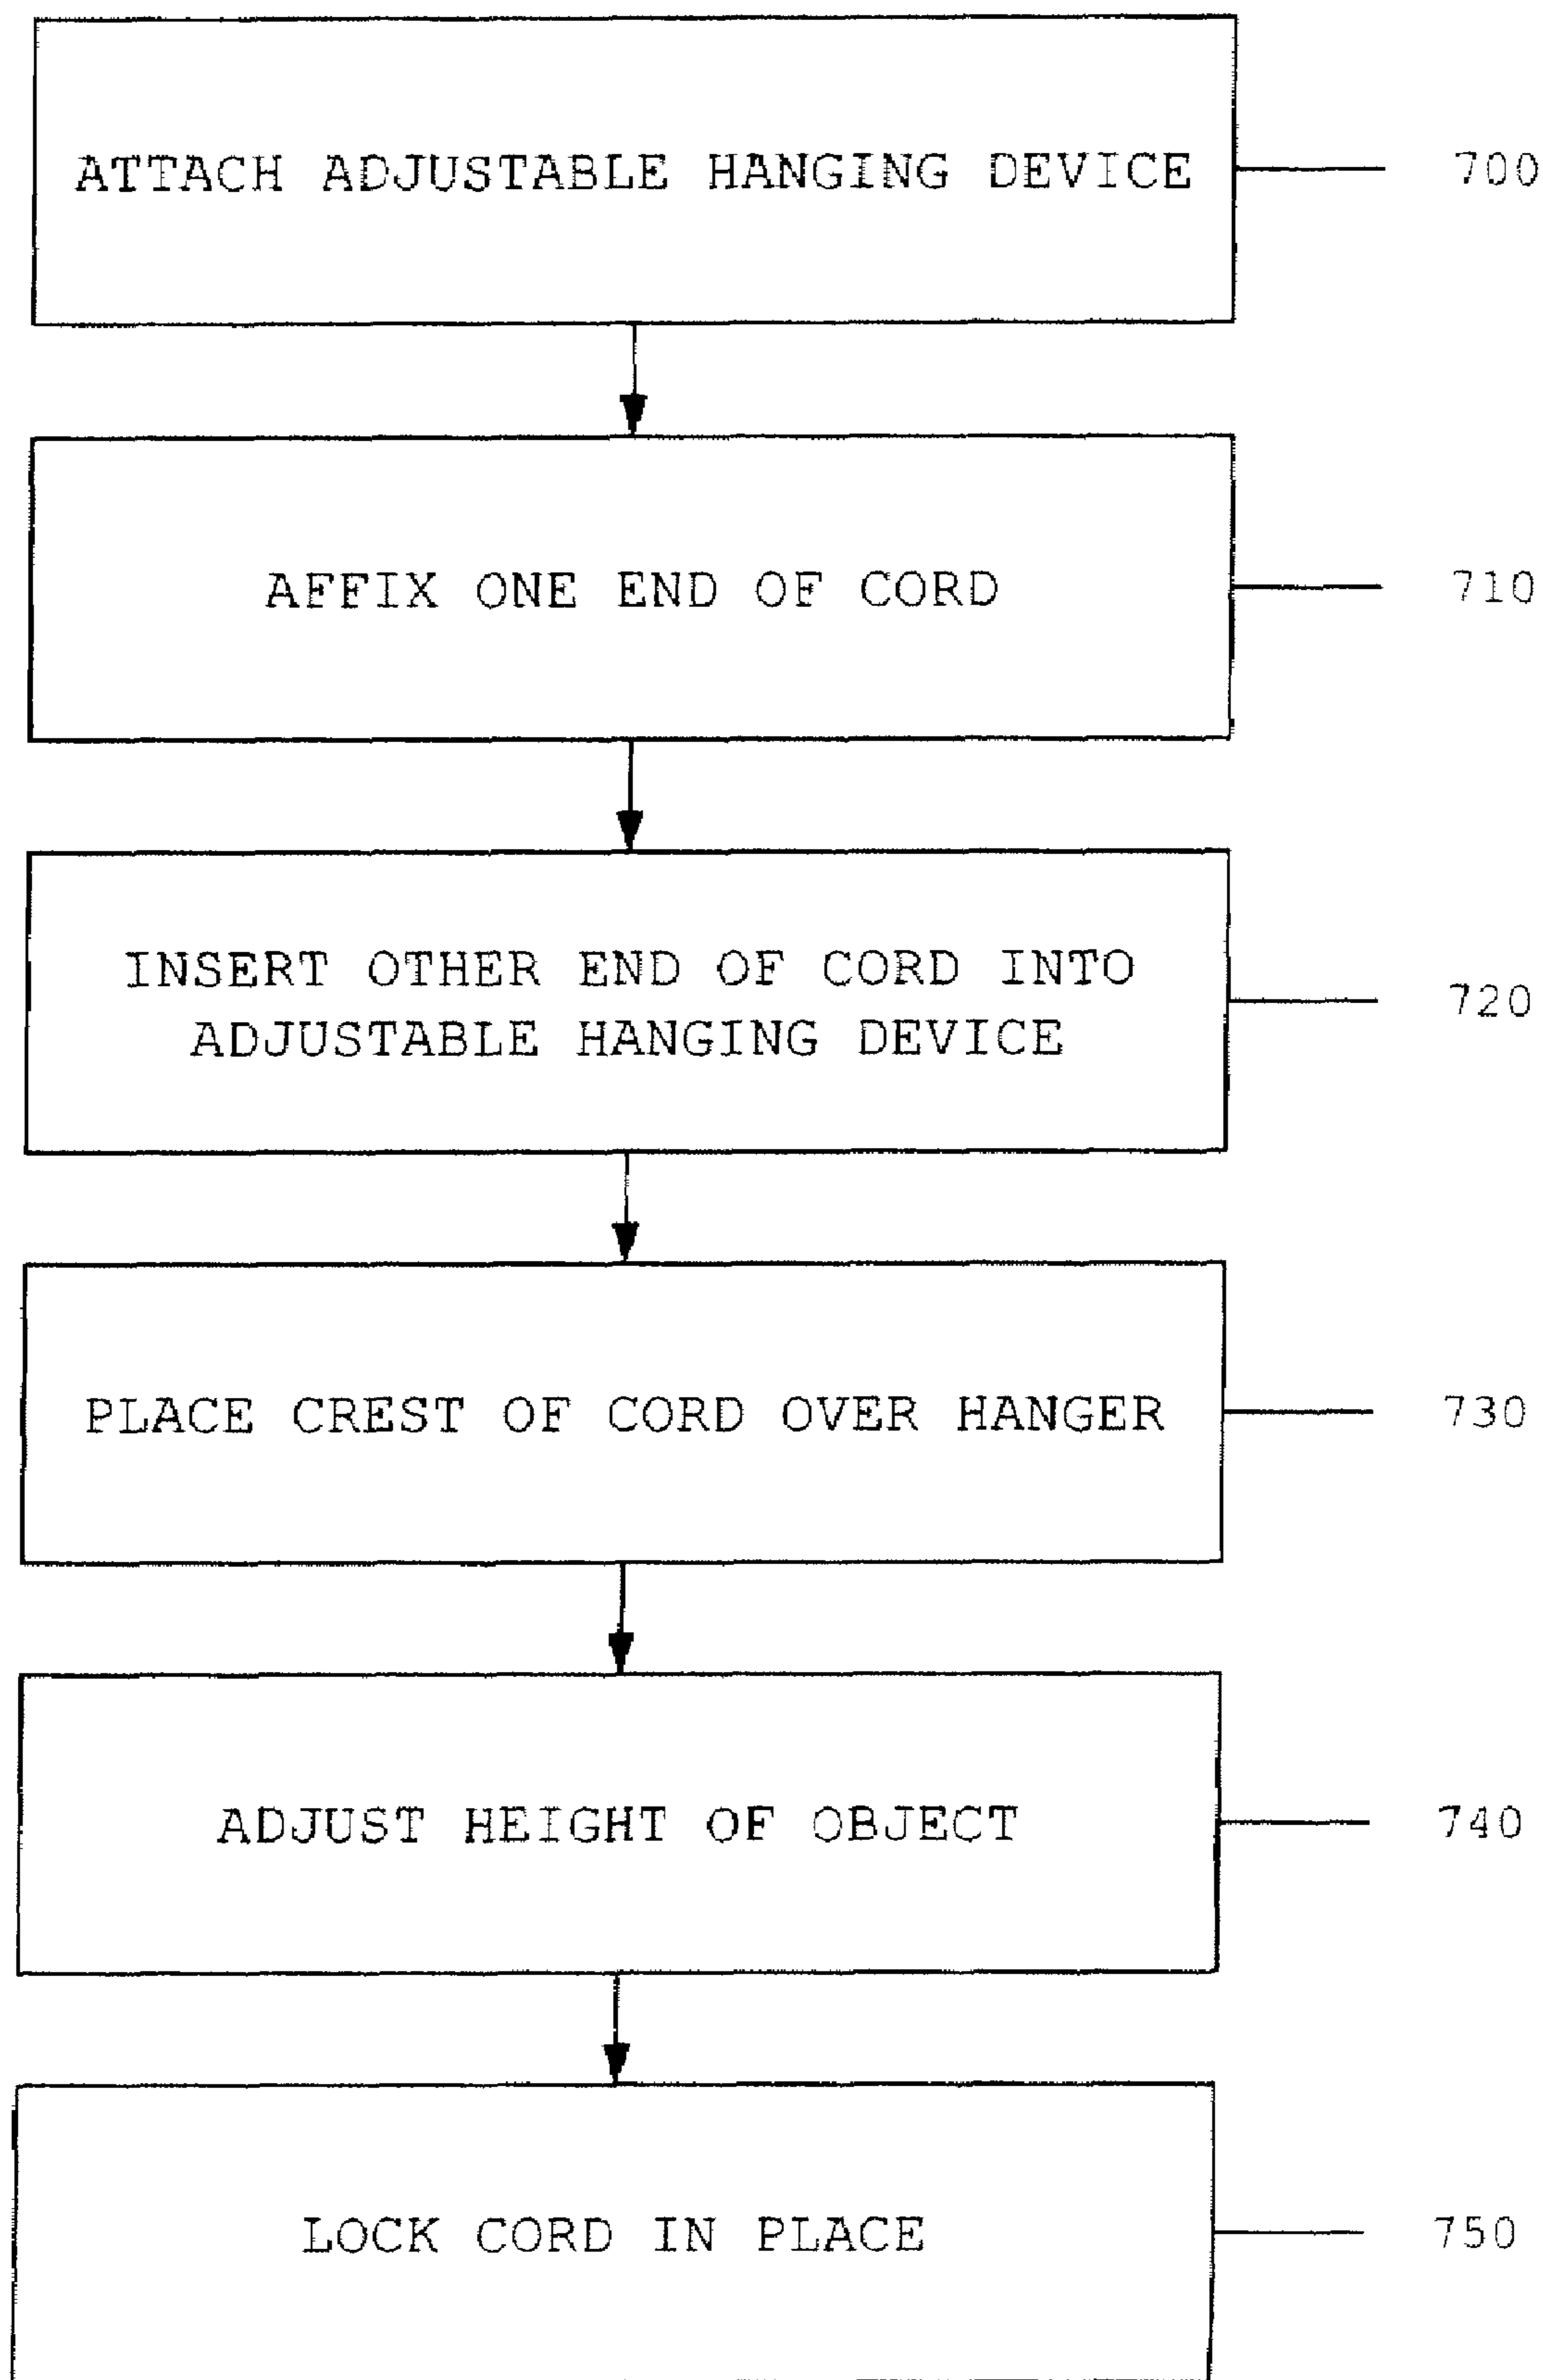 ATTACH ADJUSTABLE HANGING DEVICE
700
AFFIX ONE END OF CORD
710
INSERT OTHER END OF CORD INTO
ADJUSTABLE HANGING DEVICE
720
PLACE CREST OF CORD OVER HANGER
730
ADJUST HEIGHT OF OBJECT
740
LOCK CORD IN PLACE
750